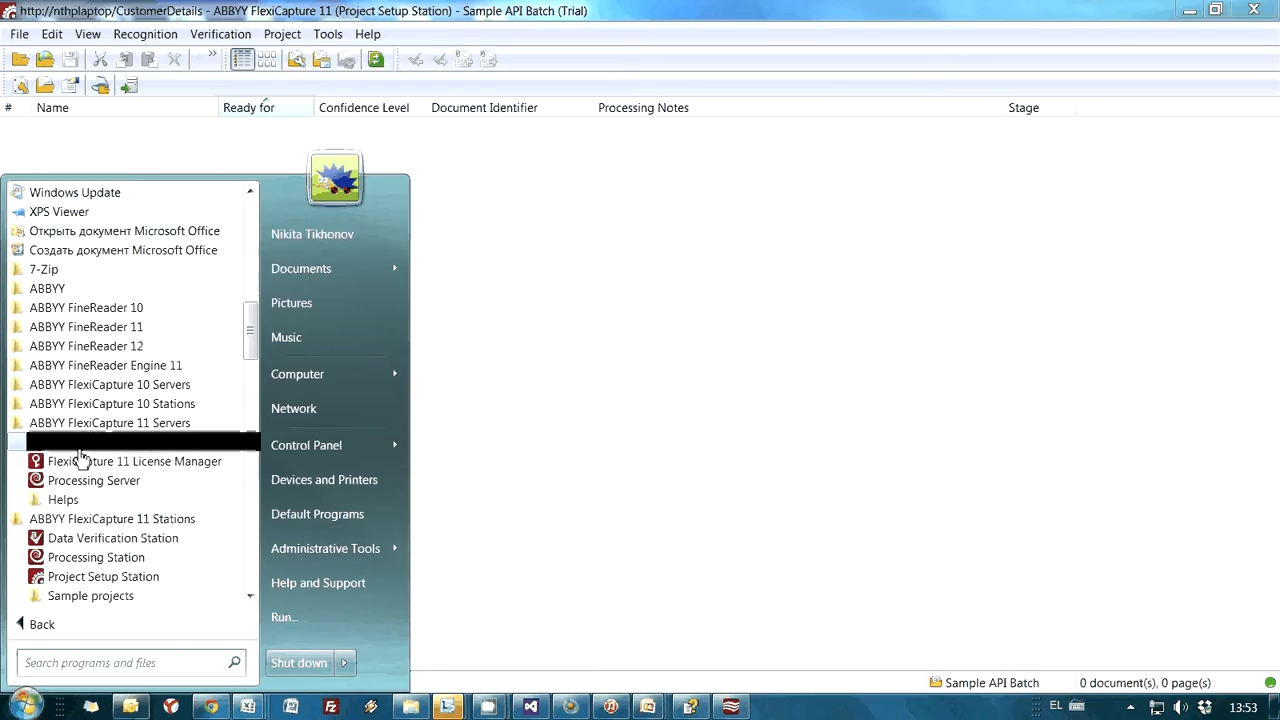 http://nthplaptop/CustomerDetails - ABBYY FlexiCapture 11 (Project Setup Station) - Sample API Batch (Trial)
File Edit View Recognition Verification Project Tools Help
# Name Ready for Confidence Level Document Identifier Processing Notes Stage
Windows Update
XPS Viewer
Открыть документ Microsoft Office
Создать документ Microsoft Office
7-Zip
ABBYY
ABBYY FineReader 10
ABBYY FineReader 11
ABBYY FineReader 12
ABBYY FineReader Engine 11
ABBYY FlexiCapture 10 Servers
ABBYY FlexiCapture 10 Stations
ABBYY FlexiCapture 11 Servers
FlexiCapture 11 License Manager
Processing Server
Helps
ABBYY FlexiCapture 11 Stations
Data Verification Station
Processing Station
Project Setup Station
Sample projects
Back
Search programs and files
Nikita Tikhonov
Documents
Pictures
Music
Computer
Network
Control Panel
Devices and Printers
Default Programs
Administrative Tools
Help and Support
Run...
Shut down
Sample API Batch 0 document(s), 0 page(s)
EL 13:53